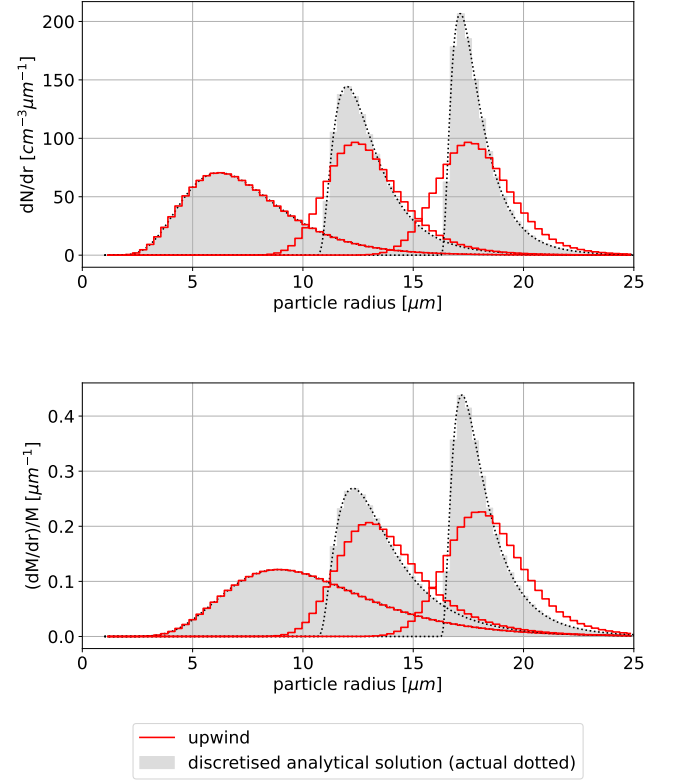 200
150
100
50
0
dN/dr [cm⁻³μm⁻¹]
0 5 10 15 20 25
particle radius [μm]
0.4
0.3
0.2
0.1
0.0
(dM/dr)/M [μm⁻¹]
0 5 10 15 20 25
particle radius [μm]
upwind
discretised analytical solution (actual dotted)